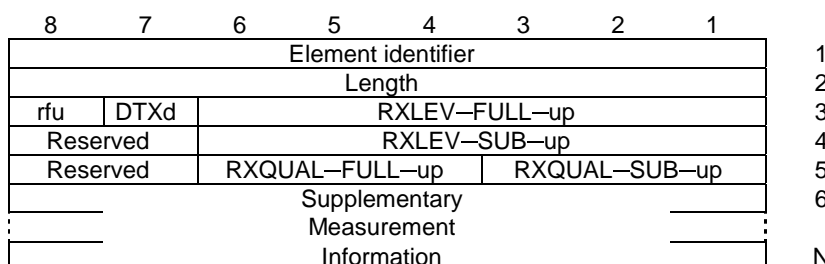 8 7 6 5 4 3 2 1
Element identifier 1
Length 2
rfu DTXd RXLEV–FULL–up 3
Reserved RXLEV–SUB–up 4
Reserved RXQUAL–FULL–up RXQUAL–SUB–up 5
Supplementary 6
Measurement
Information N